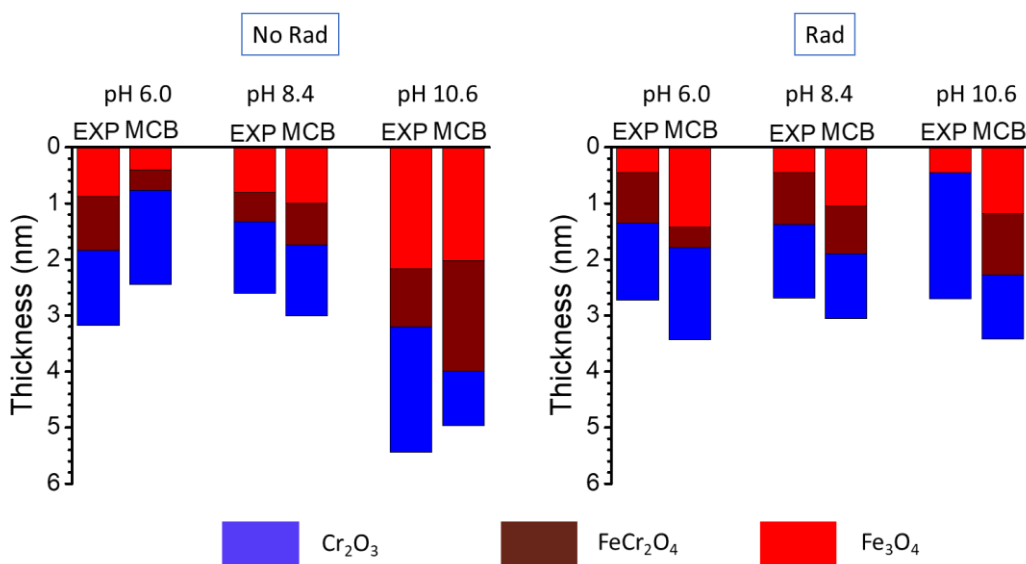 No Rad
Rad
pH 6.0 pH 8.4 pH 10.6
EXP MCB EXP MCB EXP MCB
pH 6.0 pH 8.4 pH 10.6
EXP MCB EXP MCB EXP MCB
Thickness (nm)
0
1
2
3
4
5
6
Thickness (nm)
0
1
2
3
4
5
6
Cr₂O₃
FeCr₂O₄
Fe₃O₄